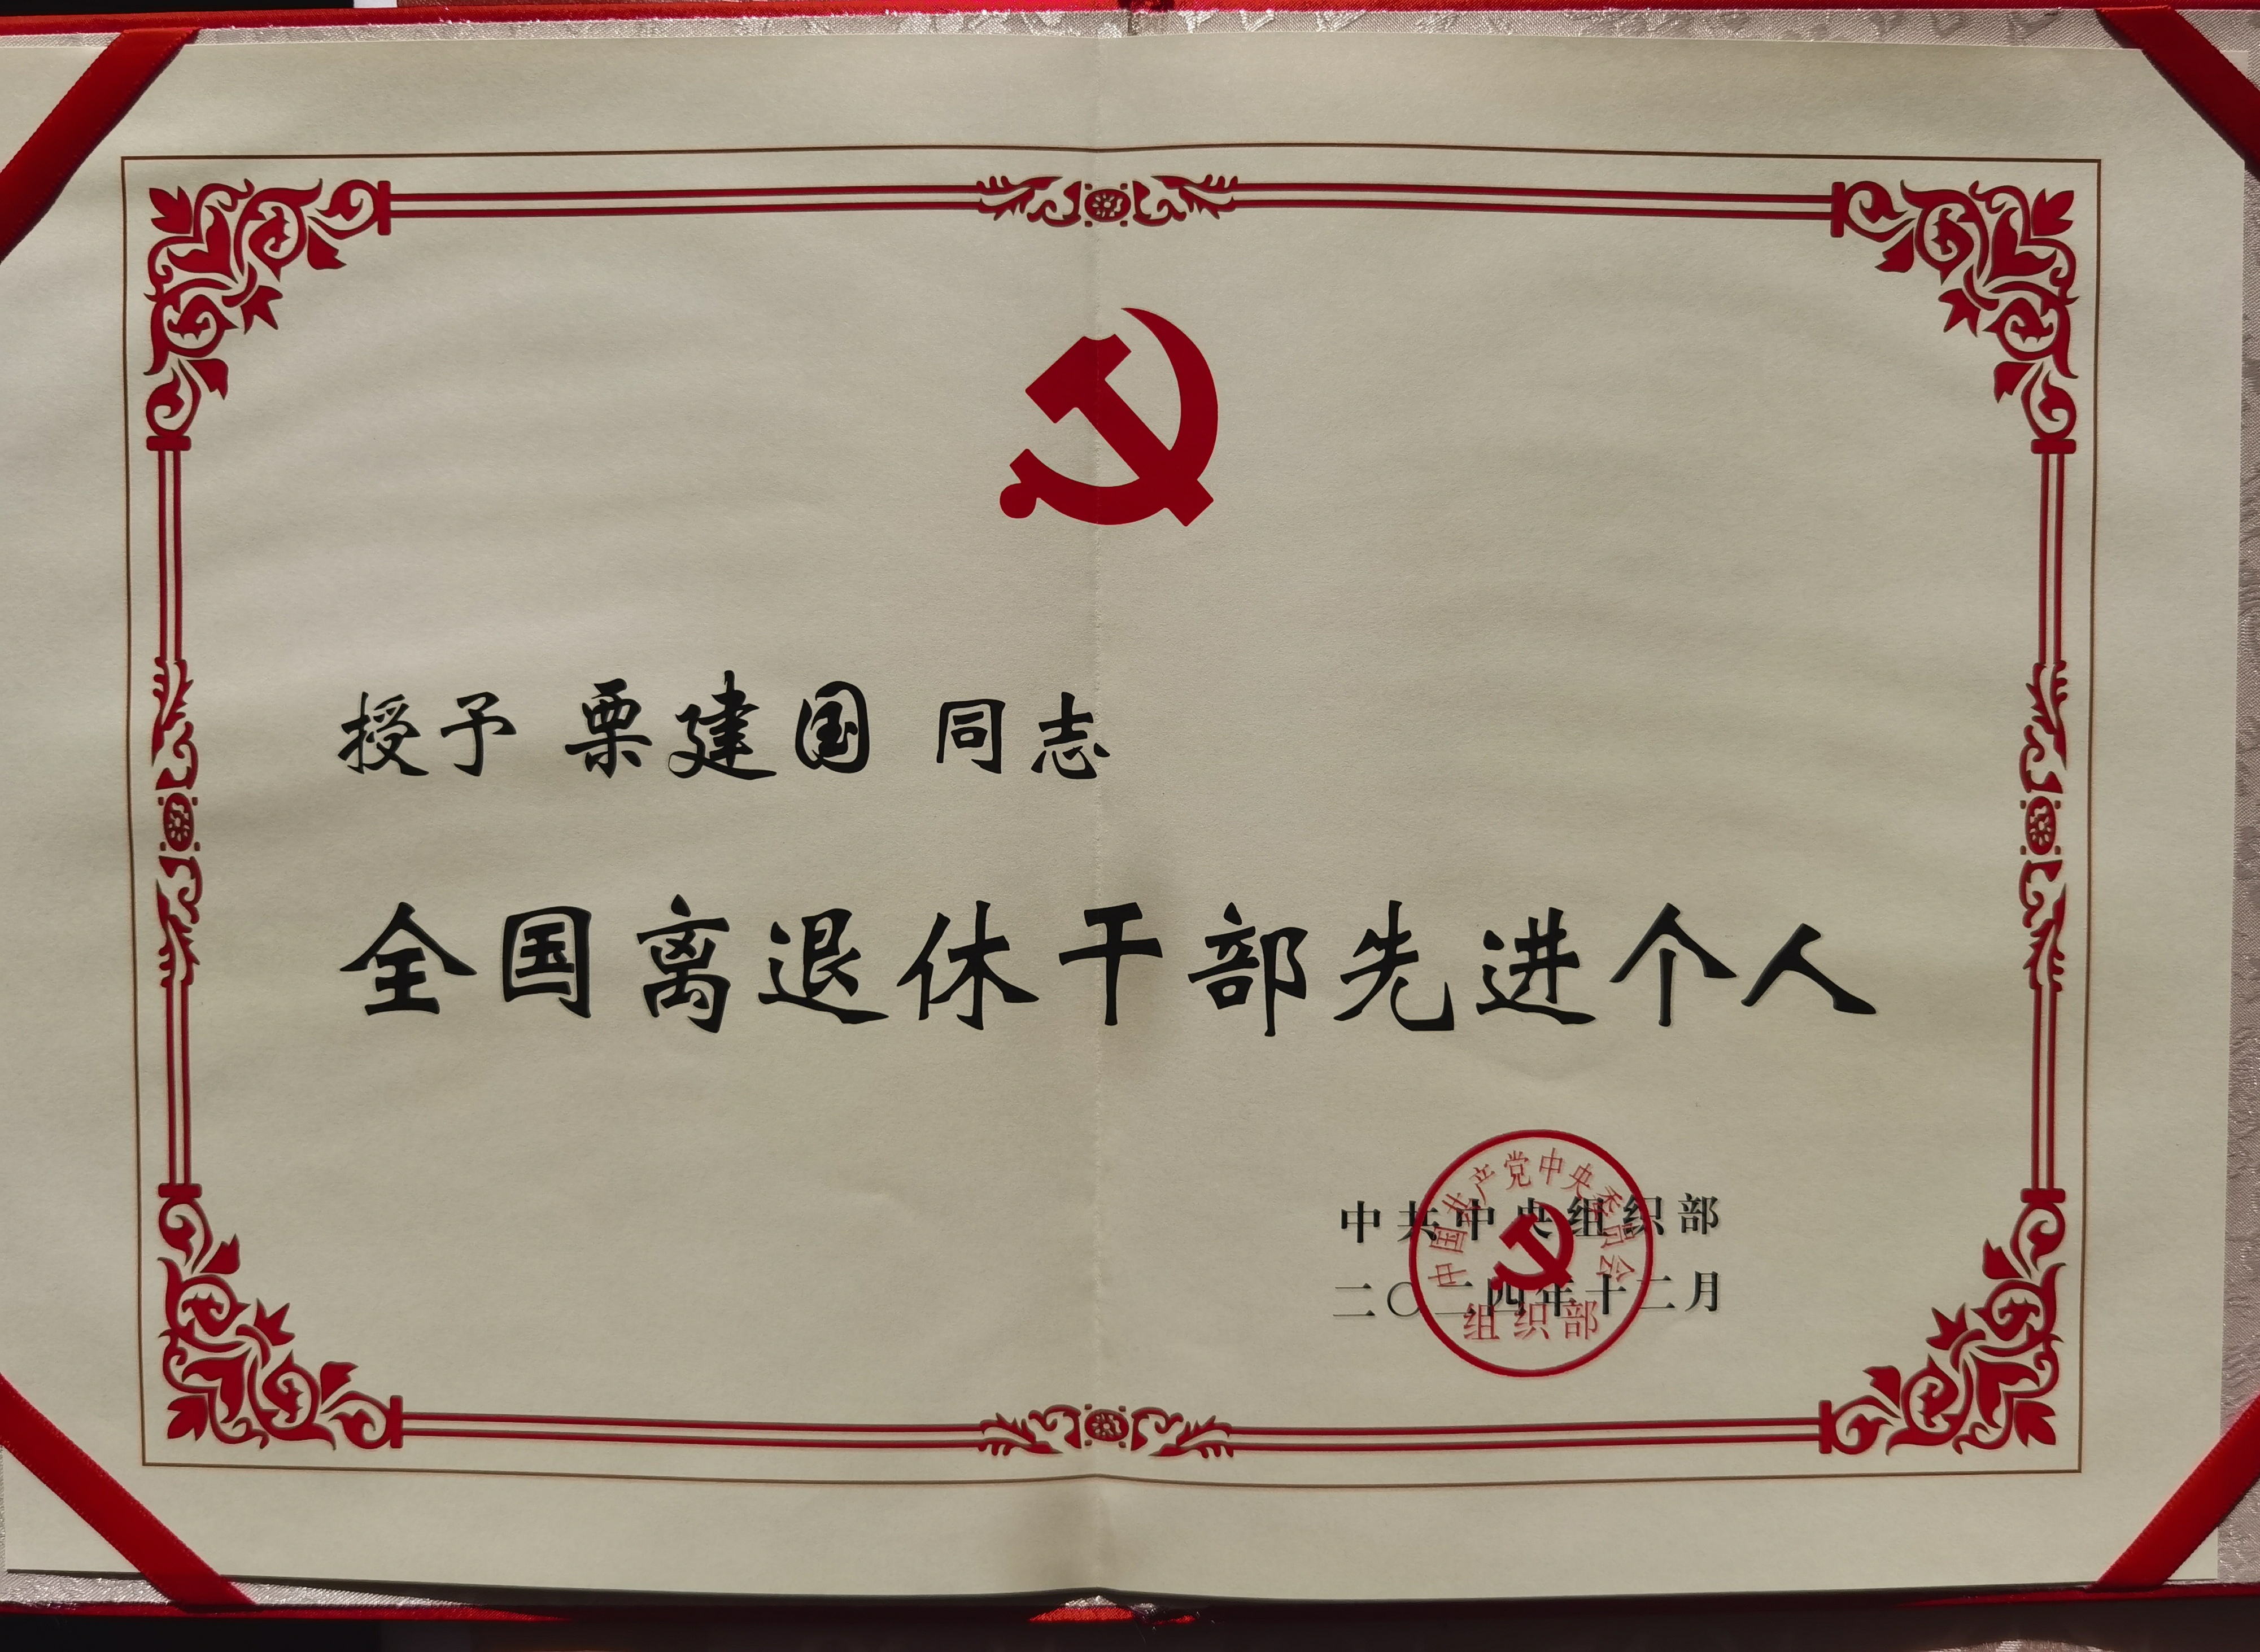 授予 栗建国 同志
全国离退休干部先进个人
中共中央组织部
二〇二四年十二月
中国共产党中央委员会
组织部